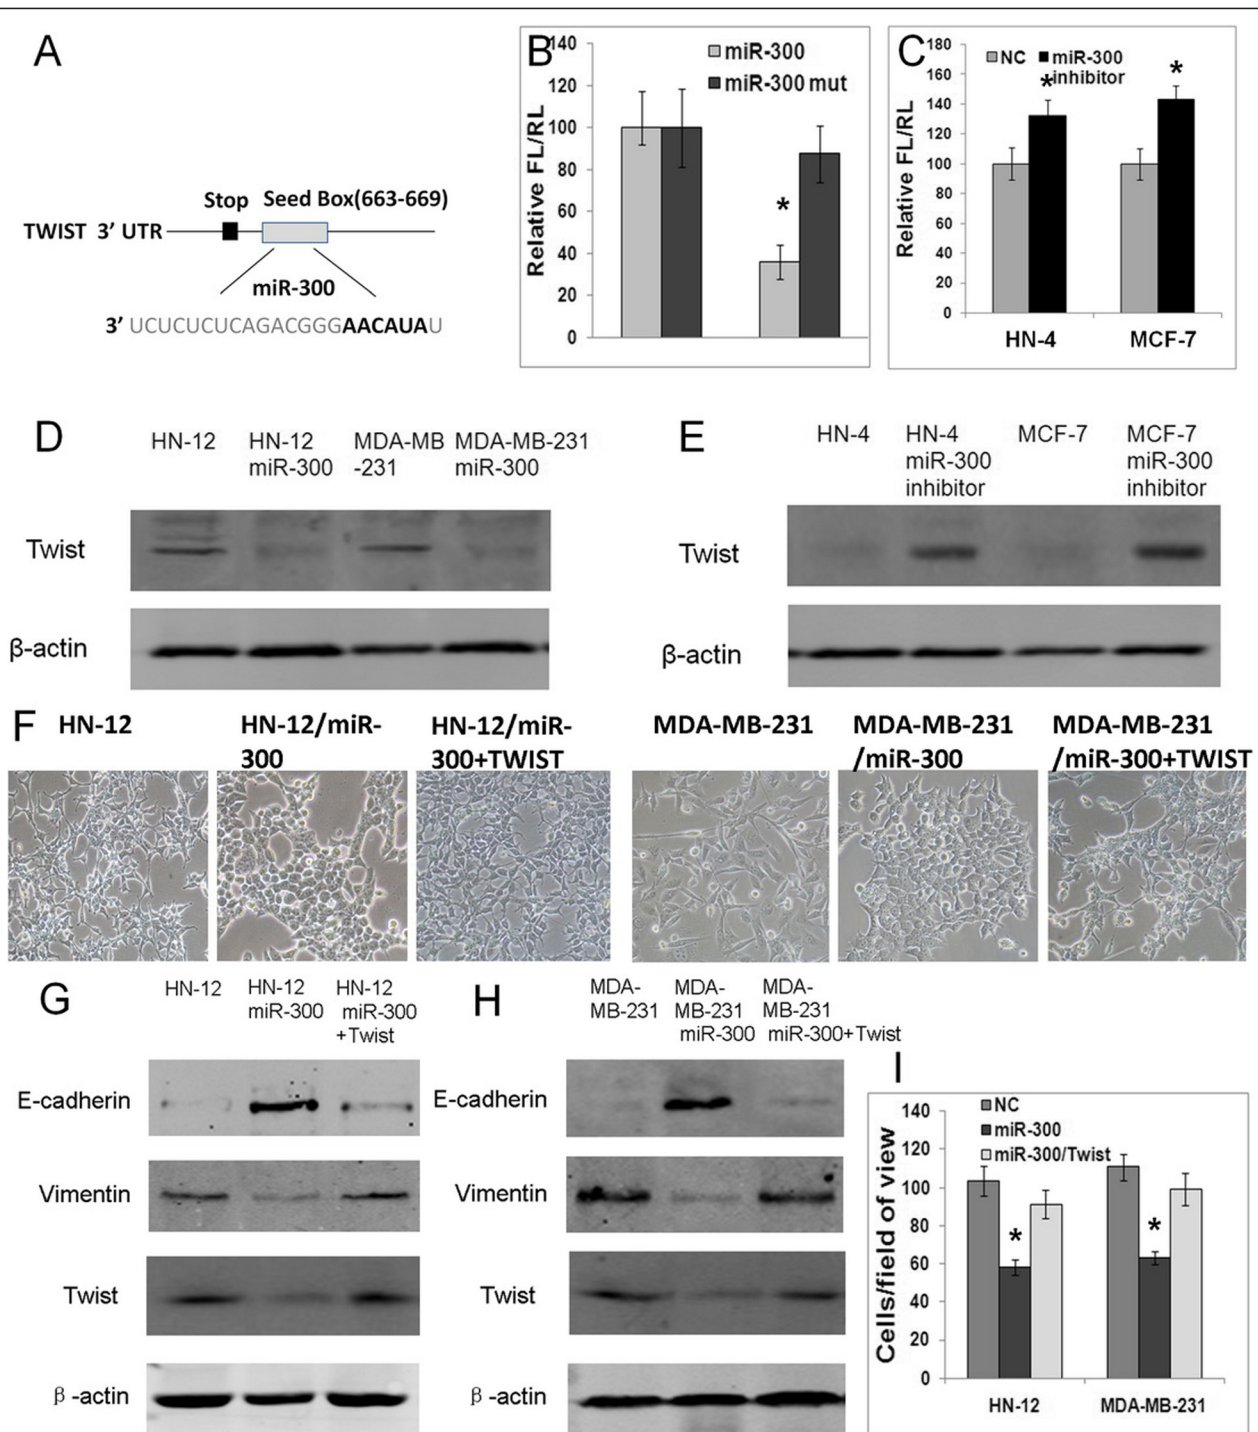 A
Stop Seed Box(663-669)
TWIST 3’ UTR
miR-300
3’ UCUCUCUCAGACGGGAACAUAU
B
miR-300
miR-300 mut
Relative FL/RL
140
120
100
80
60
40
20
0
*
C
NC miR-300
inhibitor
Relative FL/RL
180
160
140
120
100
80
60
40
20
0
* *
HN-4 MCF-7
D
HN-12 HN-12 MDA-MB MDA-MB-231
miR-300 -231 miR-300
Twist
β-actin
E
HN-4 HN-4 MCF-7 MCF-7
miR-300 miR-300
inhibitor inhibitor
Twist
β-actin
F
HN-12 HN-12/miR- HN-12/miR- MDA-MB-231 MDA-MB-231 MDA-MB-231
300 300+TWIST /miR-300 /miR-300+TWIST
G
HN-12 HN-12 HN-12
miR-300 miR-300
+Twist
E-cadherin
Vimentin
Twist
β-actin
H
MDA- MDA- MDA-
MB-231 MB-231 MB-231
miR-300 miR-300+Twist
E-cadherin
Vimentin
Twist
β-actin
I
NC
miR-300
miR-300/Twist
Cells/field of view
140
120
100
80
60
40
20
0
* *
HN-12 MDA-MB-231